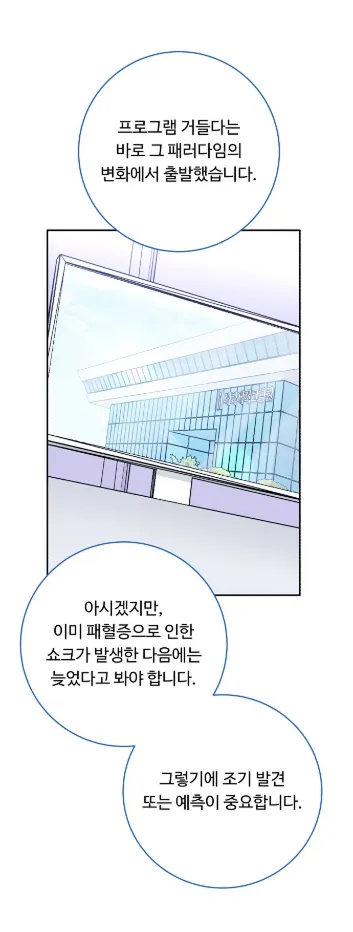 프로그램 거들다는
바로 그 패러다임의
변화에서 출발했습니다.
아시겠지만,
이미 패혈증으로 인한
쇼크가 발생한 다음에는
늦었다고 봐야 합니다.
그렇기에 조기 발견
또는 예측이 중요합니다.